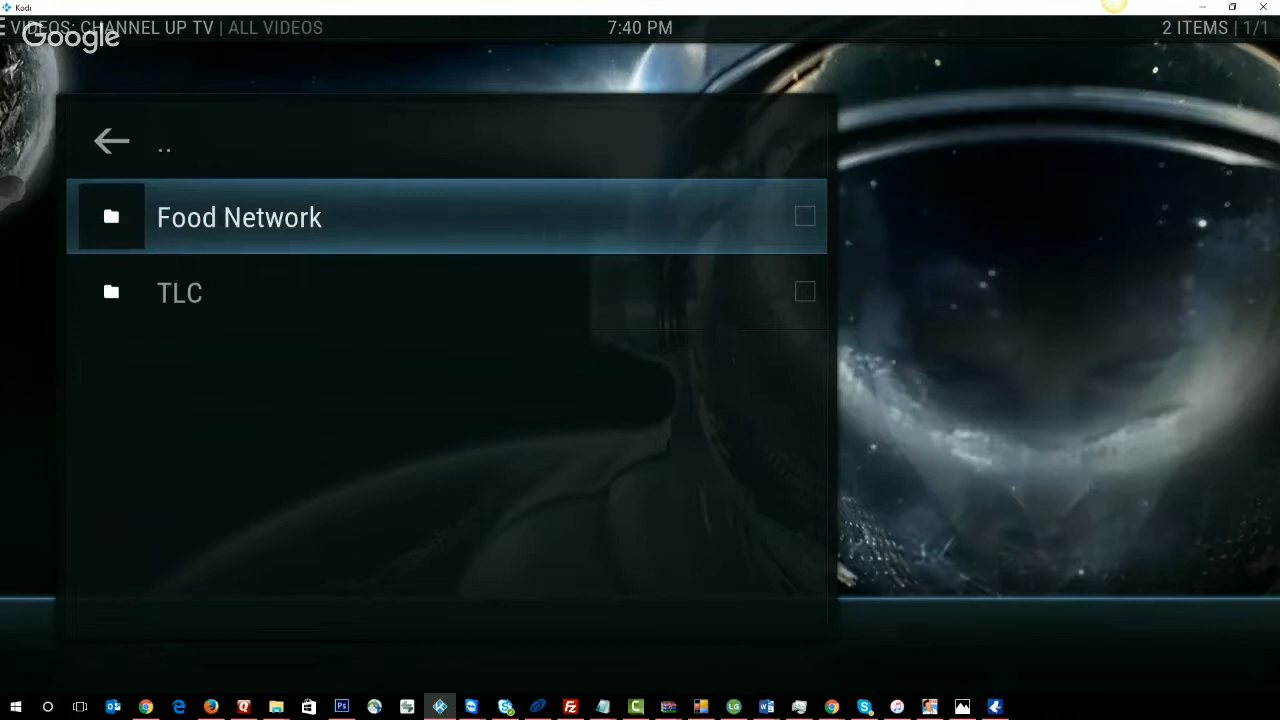 Kodi
VIDEOS: CHANNEL UP TV | ALL VIDEOS
7:40 PM
2 ITEMS | 1/1
Google
..
Food Network
TLC